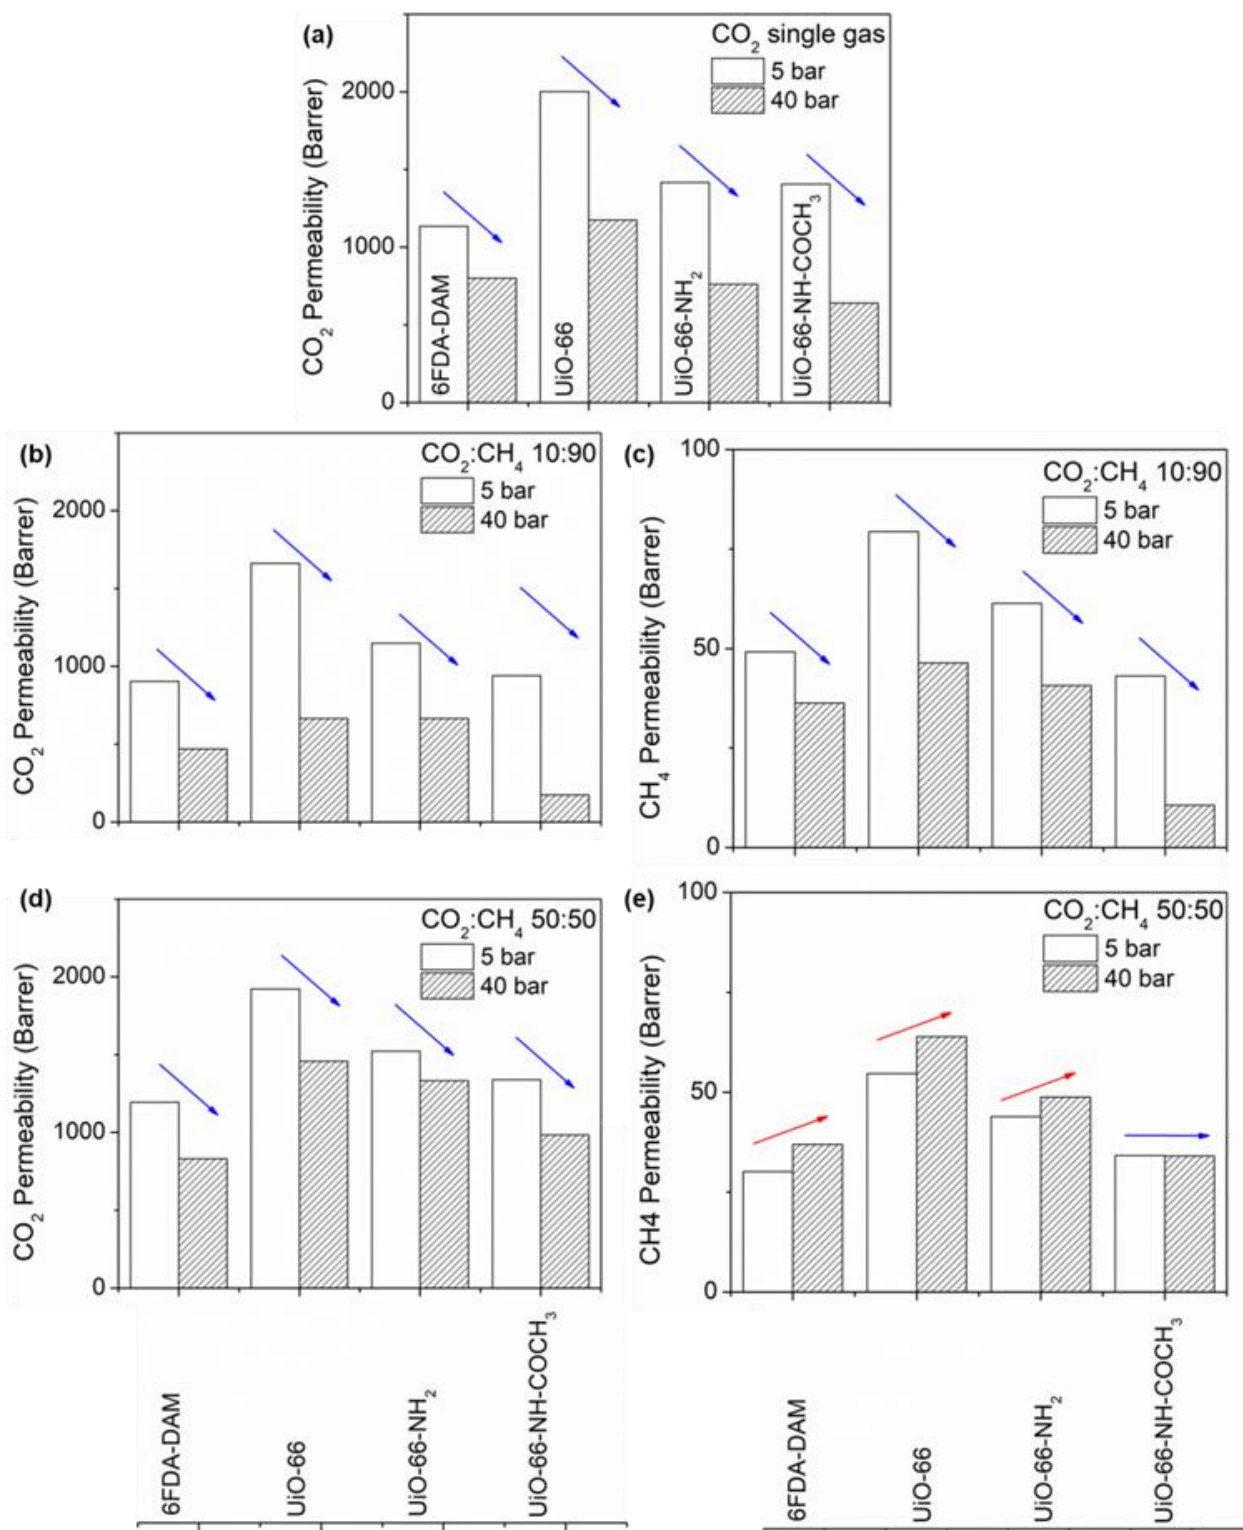 (a)
CO2 single gas
5 bar
40 bar
CO2 Permeability (Barrer)
2000
1000
0
6FDA-DAM
UiO-66
UiO-66-NH2
UiO-66-NH-COCH3
(b)
CO2:CH4 10:90
5 bar
40 bar
CO2 Permeability (Barrer)
2000
1000
0
(c)
CO2:CH4 10:90
5 bar
40 bar
CH4 Permeability (Barrer)
100
50
0
(d)
CO2:CH4 50:50
5 bar
40 bar
CO2 Permeability (Barrer)
2000
1000
0
6FDA-DAM
UiO-66
UiO-66-NH2
UiO-66-NH-COCH3
(e)
CO2:CH4 50:50
5 bar
40 bar
CH4 Permeability (Barrer)
100
50
0
6FDA-DAM
UiO-66
UiO-66-NH2
UiO-66-NH-COCH3